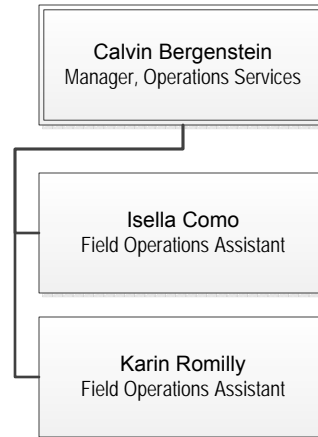 Calvin Bergenstein
Manager, Operations Services
Isella Como
Field Operations Assistant
Karin Romilly
Field Operations Assistant